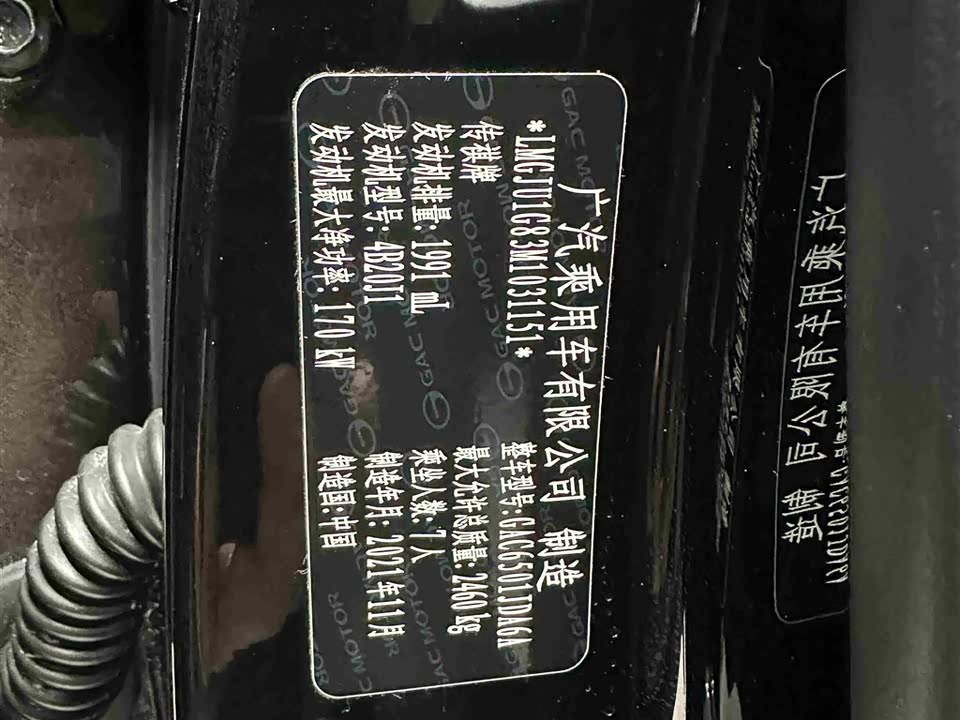 广汽乘用车有限公司 制造
*LMGJU1G83M1031151*
整车型号:GAC6501JDAGA
传祺牌
最大允许总质量:2460 kg
发动机排量:1991 mL
乘坐人数:7人
发动机型号:4B20J1
制造年月:2021年11月
发动机最大净功率:170 kW
制造国:中国
GAC MOTOR